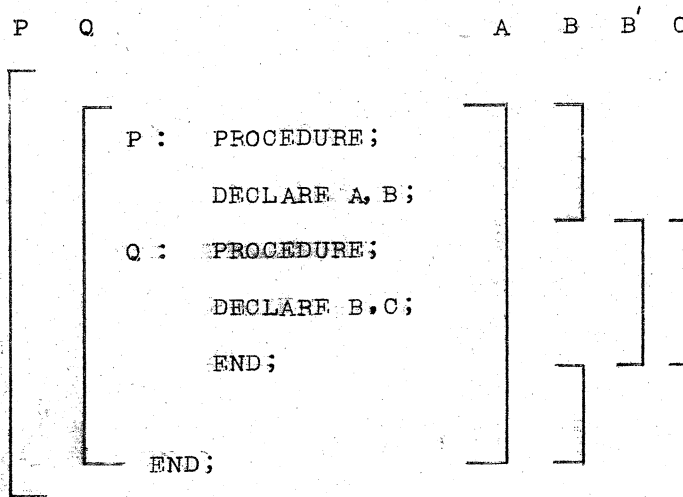 P Q A B B' C
P : PROCEDURE;
DECLARE A, B;
Q : PROCEDURE;
DECLARE B,C;
END;
END;